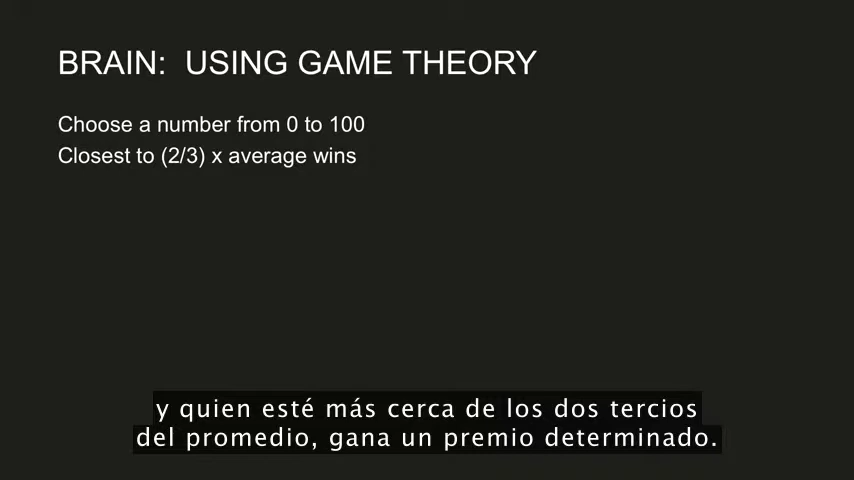 BRAIN:  USING GAME THEORY
Choose a number from 0 to 100
Closest to (2/3) x average wins
y quien esté más cerca de los dos tercios
del promedio, gana un premio determinado.